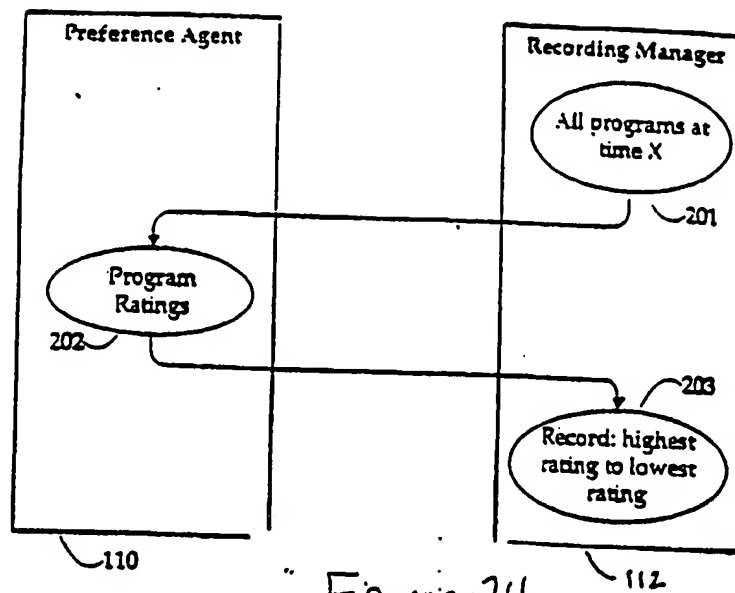 Preference Agent
Recording Manager
All programs at
time X
201
Program
Ratings
202
203
Record: highest
rating to lowest
rating
110
112